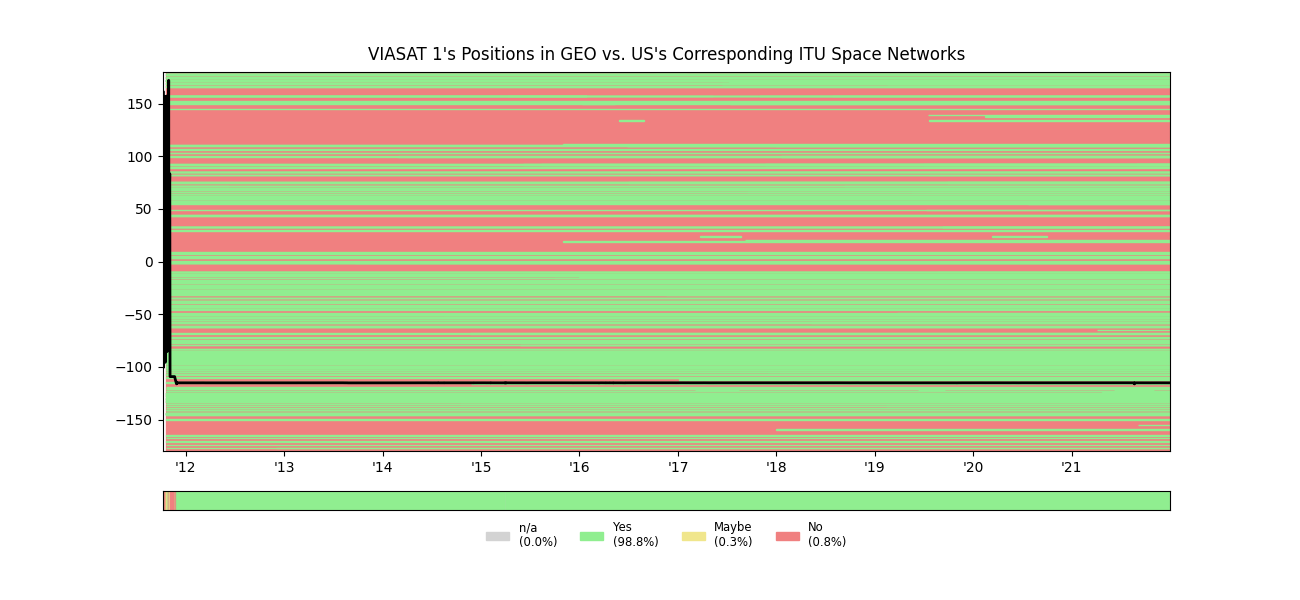 VIASAT 1's Positions in GEO vs. US's Corresponding ITU Space Networks
150
100
50
0
−50
−100
−150
'12 '13 '14 '15 '16 '17 '18 '19 '20 '21
n/a Yes Maybe No
(0.0%) (98.8%) (0.3%) (0.8%)